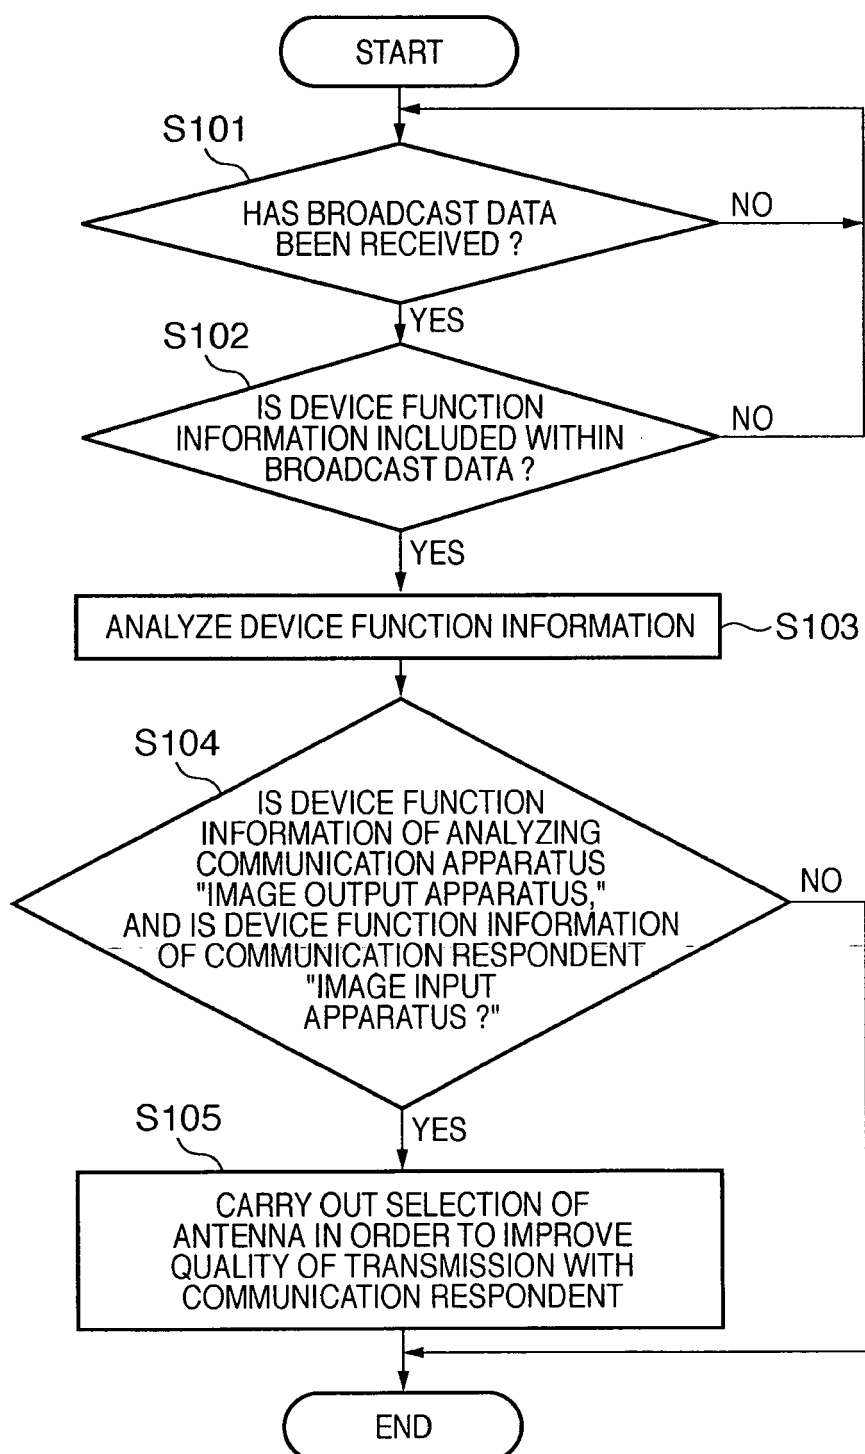 START
S101
HAS BROADCAST DATA
BEEN RECEIVED ?
NO
YES
S102
IS DEVICE FUNCTION
INFORMATION INCLUDED WITHIN
BROADCAST DATA ?
NO
YES
ANALYZE DEVICE FUNCTION INFORMATION
S103
S104
IS DEVICE FUNCTION
INFORMATION OF ANALYZING
COMMUNICATION APPARATUS
"IMAGE OUTPUT APPARATUS,"
AND IS DEVICE FUNCTION INFORMATION
OF COMMUNICATION RESPONDENT
"IMAGE INPUT
APPARATUS ?"
NO
YES
S105
CARRY OUT SELECTION OF
ANTENNA IN ORDER TO IMPROVE
QUALITY OF TRANSMISSION WITH
COMMUNICATION RESPONDENT
END